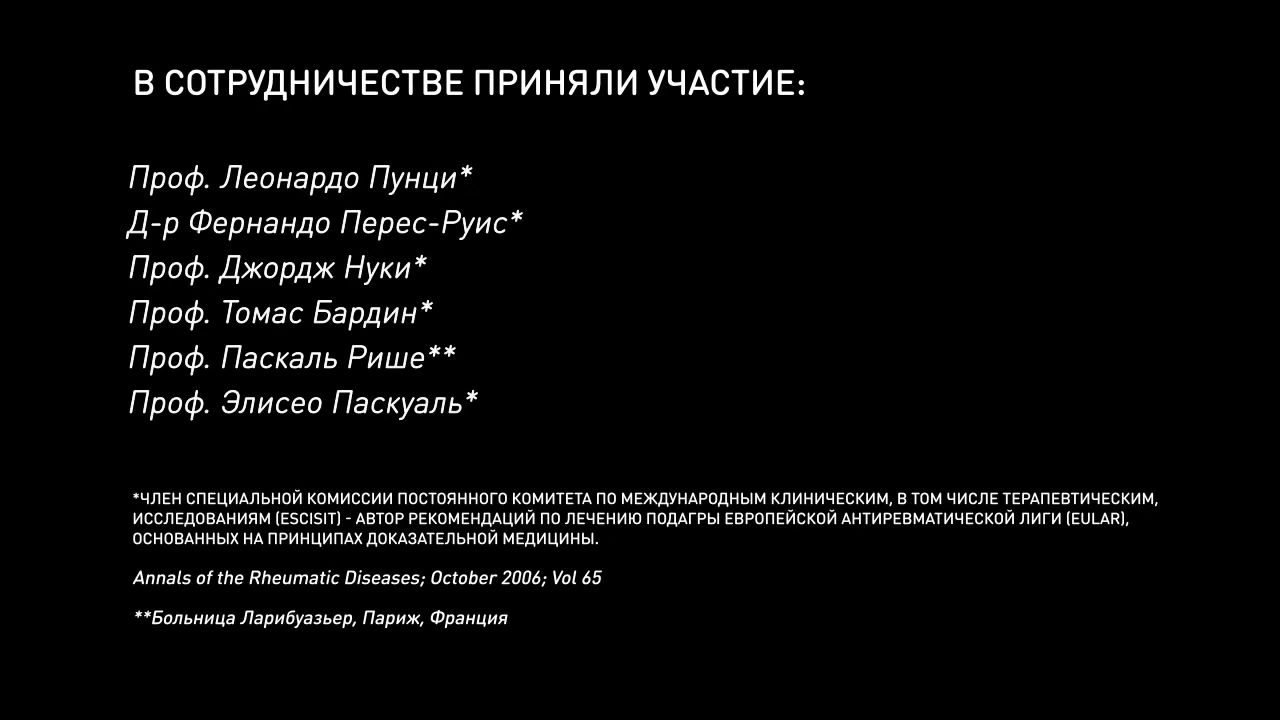 В СОТРУДНИЧЕСТВЕ ПРИНЯЛИ УЧАСТИЕ:
Проф. Леонардо Пунци*
Д-р Фернандо Перес-Руис*
Проф. Джордж Нуки*
Проф. Томас Бардин*
Проф. Паскаль Рише**
Проф. Элисео Паскуаль*
*ЧЛЕН СПЕЦИАЛЬНОЙ КОМИССИИ ПОСТОЯННОГО КОМИТЕТА ПО МЕЖДУНАРОДНЫМ КЛИНИЧЕСКИМ, В ТОМ ЧИСЛЕ ТЕРАПЕВТИЧЕСКИМ,
ИССЛЕДОВАНИЯМ (ESCISIT) - АВТОР РЕКОМЕНДАЦИЙ ПО ЛЕЧЕНИЮ ПОДАГРЫ ЕВРОПЕЙСКОЙ АНТИРЕВМАТИЧЕСКОЙ ЛИГИ (EULAR),
ОСНОВАННЫХ НА ПРИНЦИПАХ ДОКАЗАТЕЛЬНОЙ МЕДИЦИНЫ.
Annals of the Rheumatic Diseases; October 2006; Vol 65
**Больница Ларибуазьер, Париж, Франция